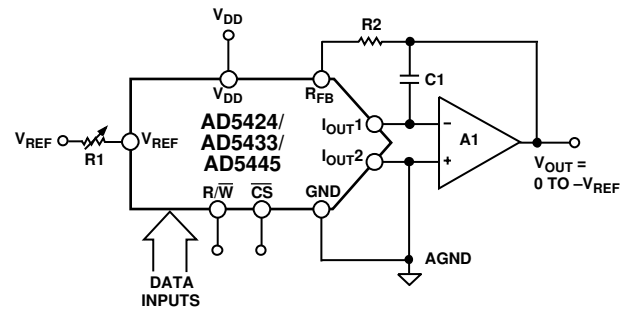 VDD
R2
C1
VDD
RFB
AD5424/
AD5433/
AD5445
IOUT1
A1
VREF
R1
VREF
IOUT2
VOUT =
0 TO –VREF
R/W̅
C̅S̅
GND
AGND
DATA
INPUTS